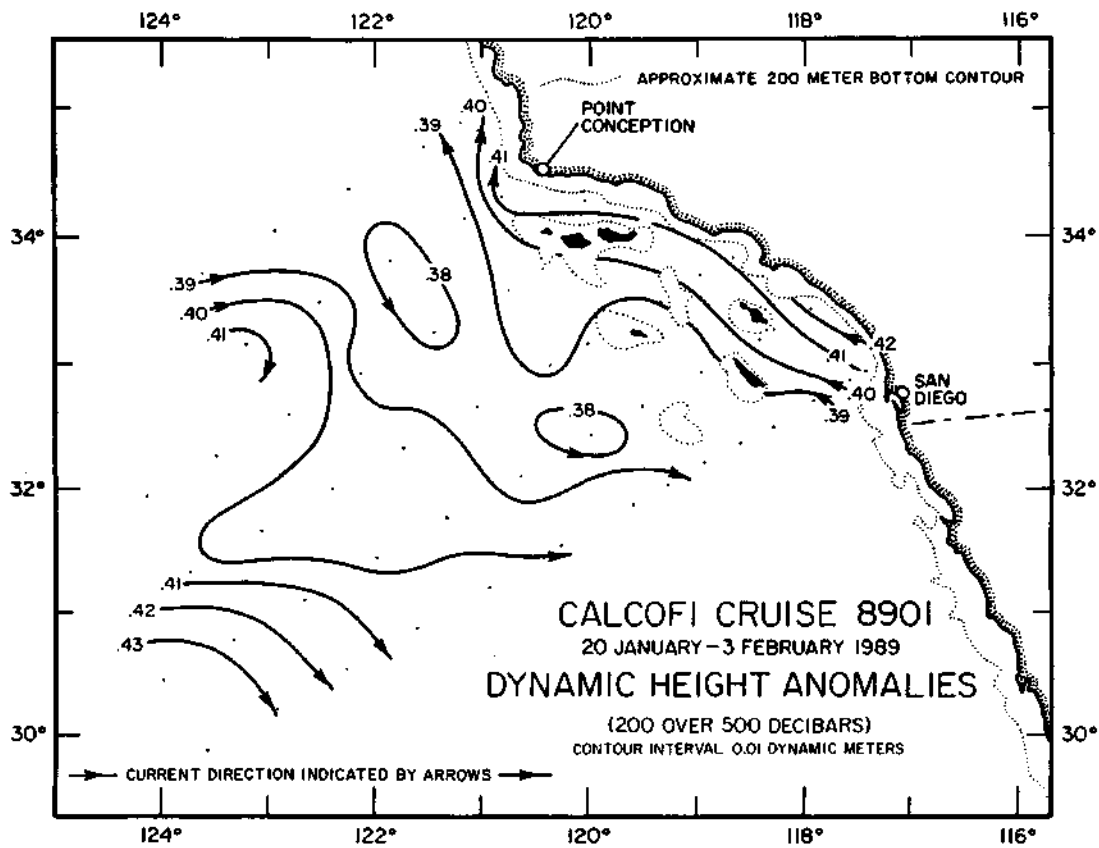 124° 122° 120° 118° 116°
APPROXIMATE 200 METER BOTTOM CONTOUR
.40
POINT
CONCEPTION
.39
.41
34° 34°
.38
.39
.40
.41
.42
.41
SAN
DIEGO
.40
.39
.38
32° 32°
.41
.42
.43
CALCOFI CRUISE 8901
20 JANUARY–3 FEBRUARY 1989
DYNAMIC HEIGHT ANOMALIES
(200 OVER 500 DECIBARS)
CONTOUR INTERVAL 0.01 DYNAMIC METERS
30° 30°
CURRENT DIRECTION INDICATED BY ARROWS
124° 122° 120° 118° 116°